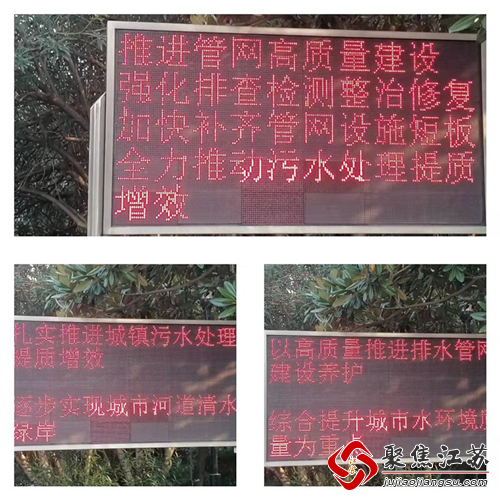 推进管网高质量建设
强化排查检测整治修复
加快补齐管网设施短板
全力推动污水处理提质
增效
扎实推进城镇污水处理
提质增效
逐步实现城市河道清水
绿岸
以高质量推进排水管网
建设养护
综合提升城市水环境质
量为重
聚焦江苏
jujiaojiangsu.com